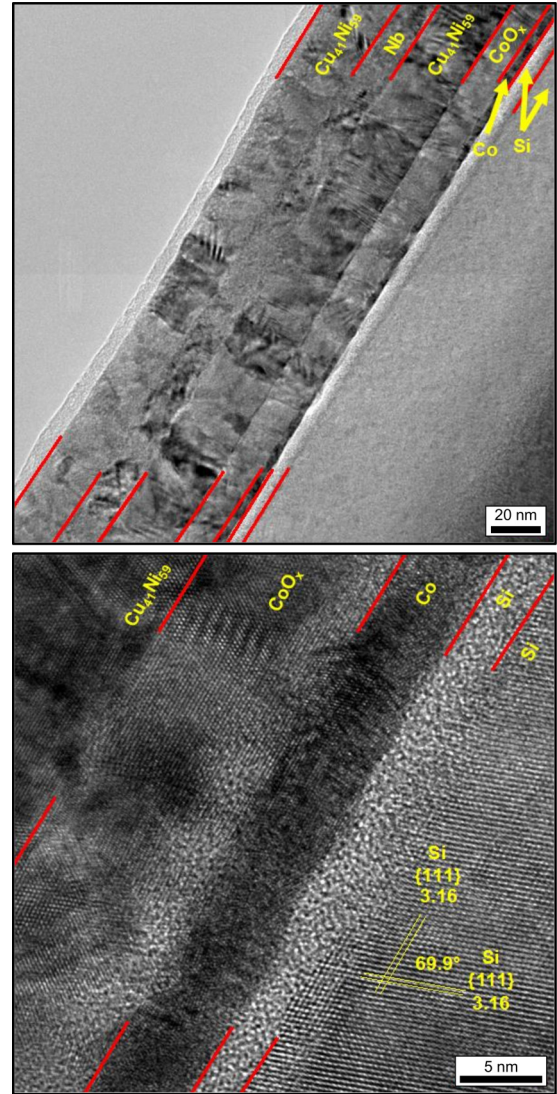 Cu₄₁Ni₅₉
Nb
Cu₄₁Ni₅₉
CoOₓ
Co
Si
20 nm
Cu₄₁Ni₅₉
CoOₓ
Co
Si
Si
Si
{111}
3.16
69.9°
Si
{111}
3.16
5 nm